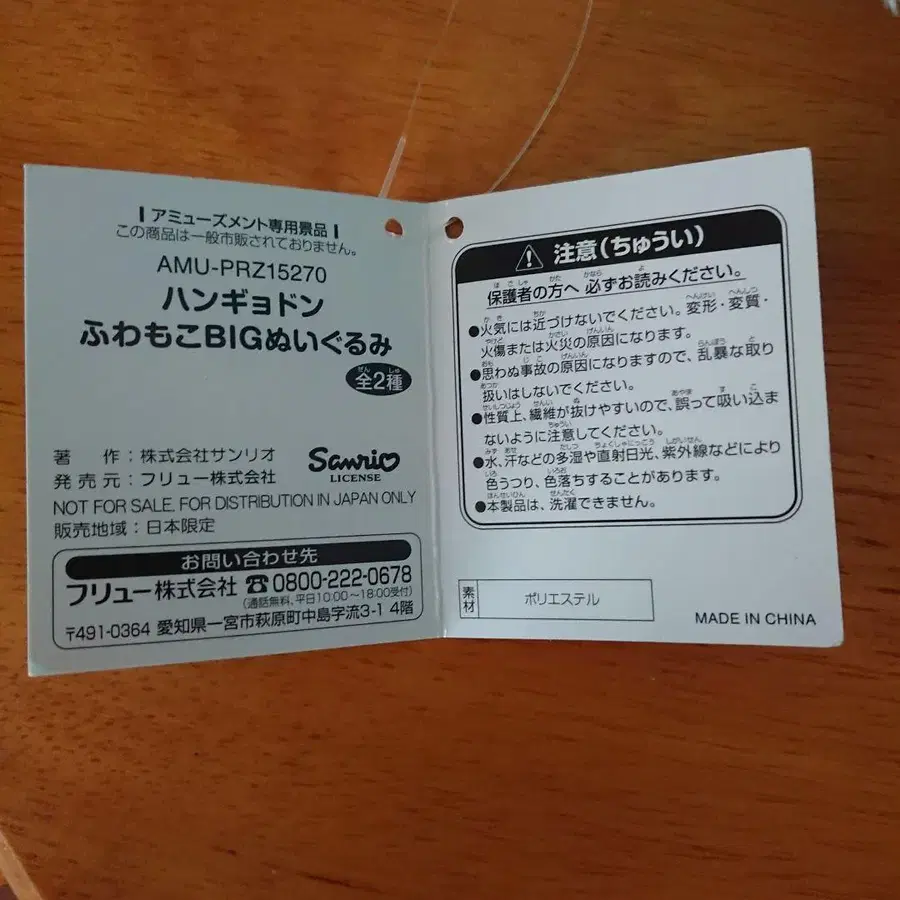 アミューズメント専用景品
この商品は一般市販されておりません。
AMU-PRZ15270
ハンギョドン
ふわもこBIGぬいぐるみ
全2種
ぜん しゅ
著 作：株式会社サンリオ
発売元：フリュー株式会社
Sanrio
LICENSE
NOT FOR SALE. FOR DISTRIBUTION IN JAPAN ONLY
販売地域：日本限定
お問い合わせ先
フリュー株式会社 ☎0800-222-0678
(通話無料、平日10:00～18:00受付)
〒491-0364 愛知県一宮市萩原町中島字流3-1 4階
注意(ちゅうい)
保護者の方へ 必ずお読みください。
●火気には近づけないでください。変形・変質・
火傷または火災の原因になります。
●思わぬ事故の原因になりますので、乱暴な取り
扱いはしないでください。
●性質上、繊維が抜けやすいので、誤って吸い込ま
ないように注意してください。
●水、汗などの多湿や直射日光、紫外線などにより
色うつり、色落ちすることがあります。
●本製品は、洗濯できません。
素材 ポリエステル
MADE IN CHINA